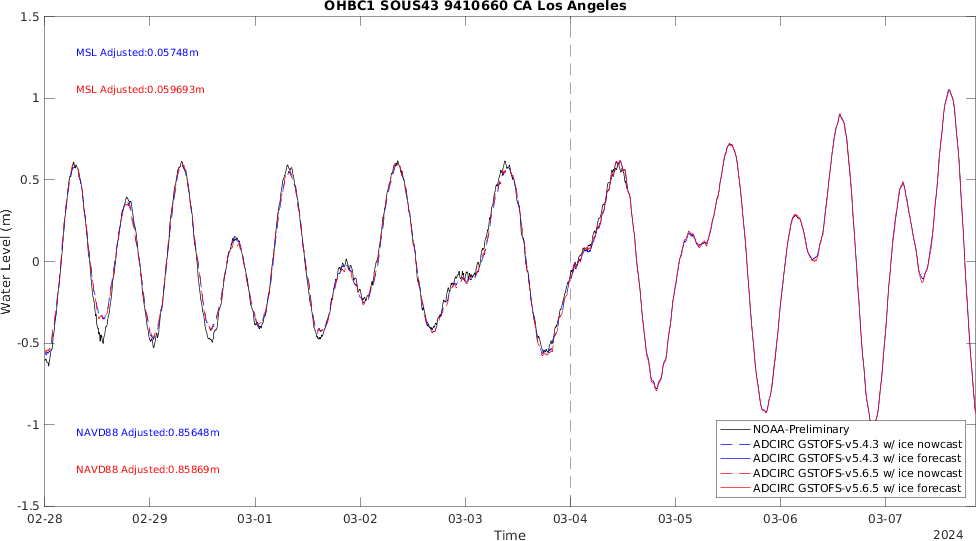 OHBC1 SOUS43 9410660 CA Los Angeles
1.5
1
0.5
0
-0.5
-1
-1.5
Water Level (m)
MSL Adjusted:0.05748m
MSL Adjusted:0.059693m
NAVD88 Adjusted:0.85648m
NAVD88 Adjusted:0.85869m
NOAA-Preliminary
ADCIRC GSTOFS-v5.4.3 w/ ice nowcast
ADCIRC GSTOFS-v5.4.3 w/ ice forecast
ADCIRC GSTOFS-v5.6.5 w/ ice nowcast
ADCIRC GSTOFS-v5.6.5 w/ ice forecast
02-28 02-29 03-01 03-02 03-03 03-04 03-05 03-06 03-07
Time
2024